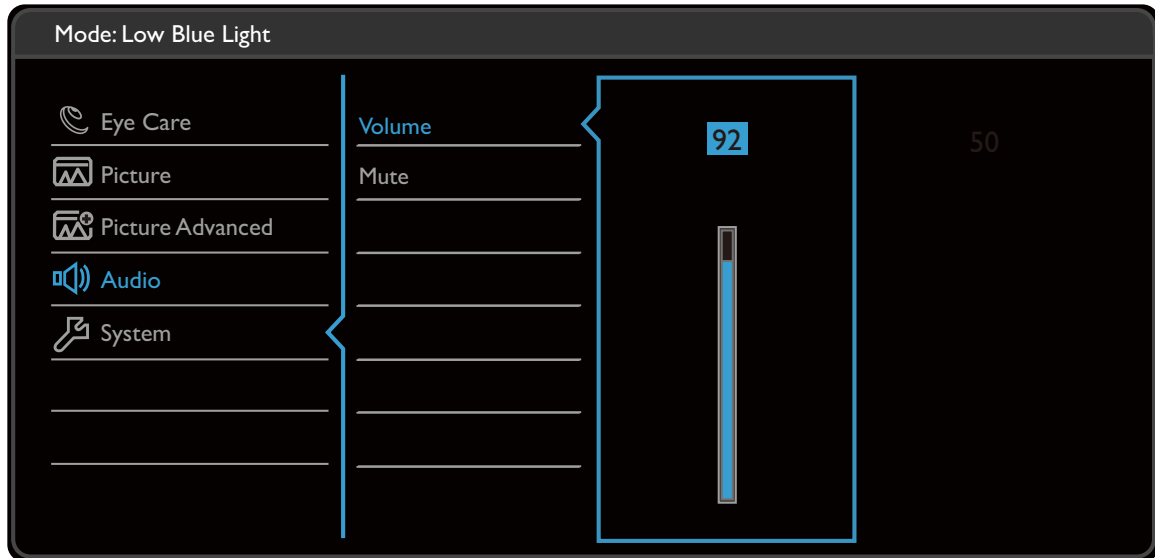 Mode: Low Blue Light
Eye Care
Picture
Picture Advanced
Audio
System
Volume
Mute
92
50